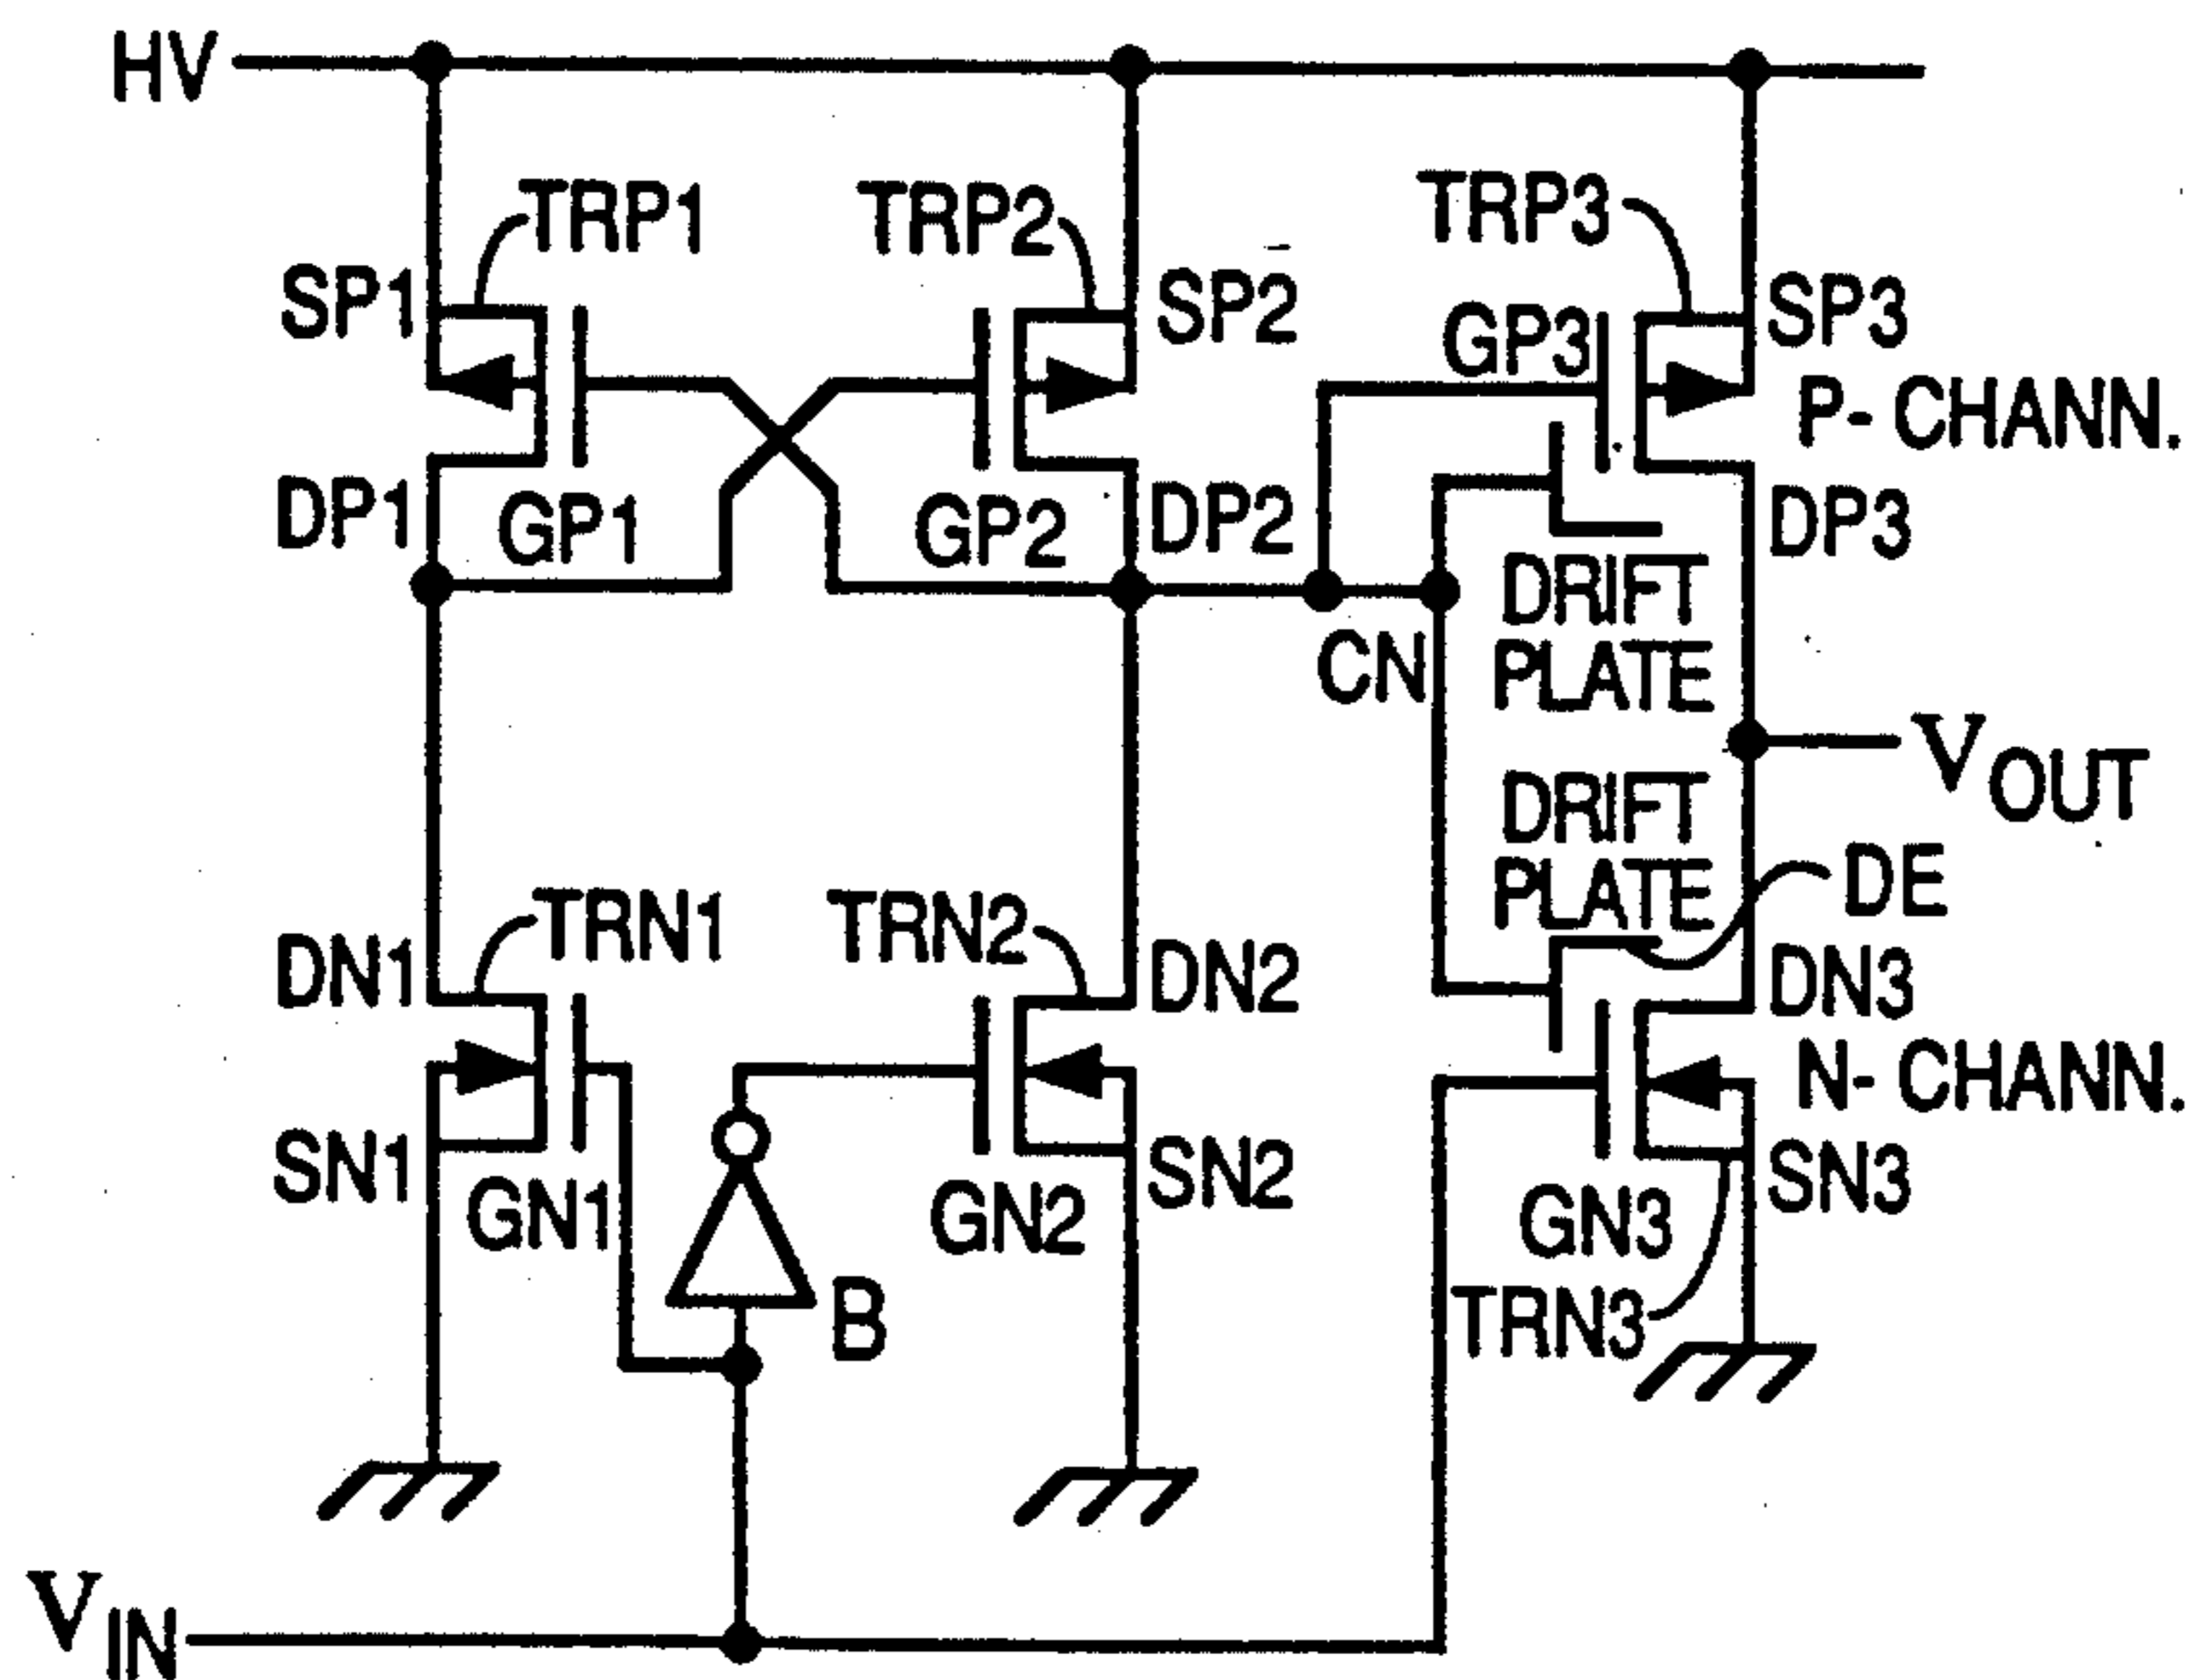 HV
TRP1
TRP2
TRP3
SP1
SP2
SP3
GP3
P- CHANN.
DP1
GP1
GP2
DP2
DP3
DRIFT
PLATE
CN
VOUT
DRIFT
PLATE
DE
TRN1
TRN2
DN1
DN2
DN3
N- CHANN.
SN1
GN1
GN2
SN2
SN3
GN3
B
TRN3
VIN